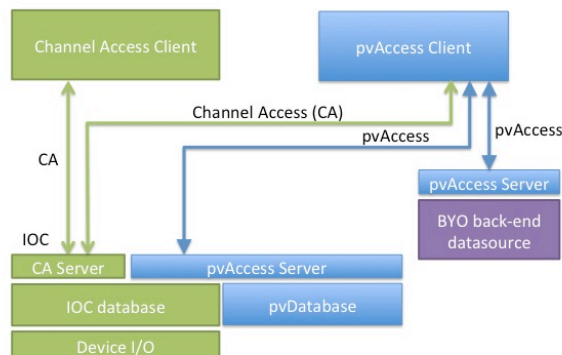 Channel Access Client
pvAccess Client
Channel Access (CA)
pvAccess
pvAccess
CA
pvAccess Server
BYO back-end
datasource
IOC
CA Server
pvAccess Server
IOC database
pvDatabase
Device I/O